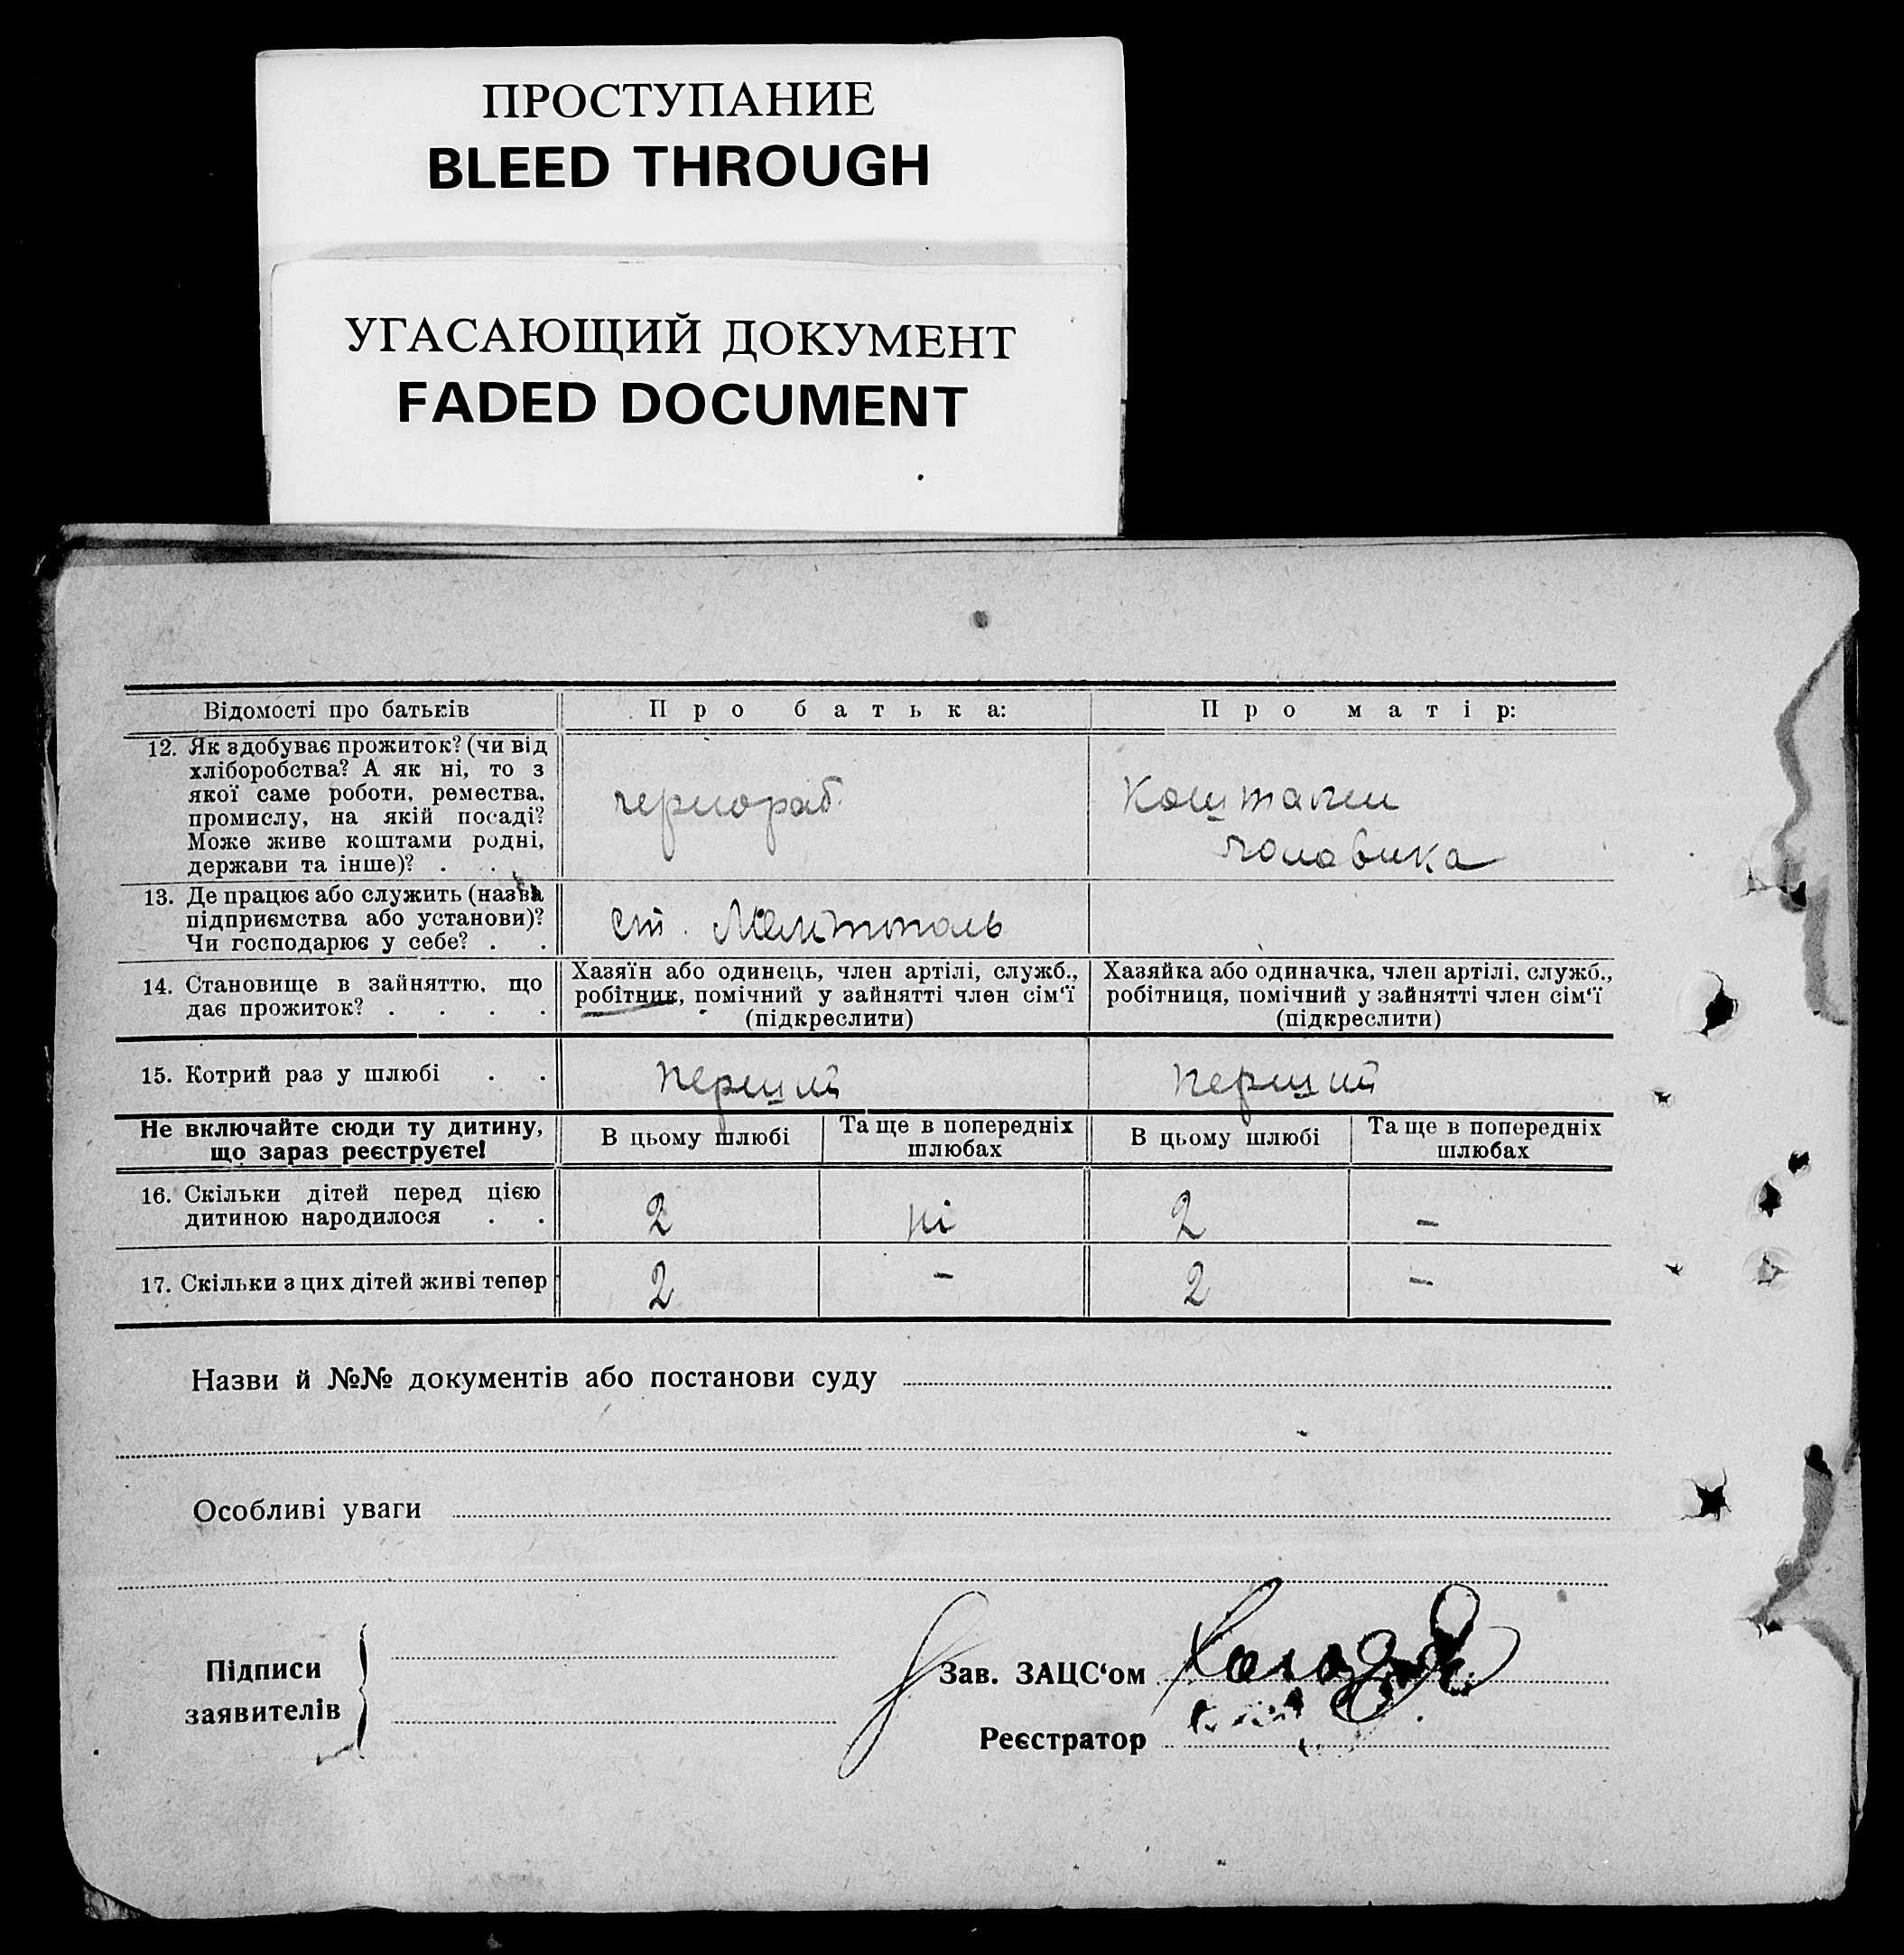 ПРОСТУПАНИЕ
BLEED THROUGH
УГАСАЮЩИЙ ДОКУМЕНТ
FADED DOCUMENT
Відомості про батьків
Про батька:
Про матір:
12. Як здобуває прожиток? (чи від
хліборобства? А як ні, то з
якої саме роботи, ремества,
промислу, на якій посаді?
Може живе коштами родні,
держави та інше)? . .
чернораб.
Коштами
чоловика
13. Де працює або служить (назва
підприємства або установи)?
Чи господарює у себе? . .
ст. Мелитополь
14. Становище в зайняттю, що
дає прожиток? . . . .
Хазяїн або одинець, член артілі, служб.,
робітник, помічний у зайнятті член сім'ї
(підкреслити)
Хазяйка або одиначка, член артілі, служб.,
робітниця, помічний у зайнятті член сім'ї
(підкреслити)
15. Котрий раз у шлюбі . .
перший
перший
Не включайте сюди ту дитину,
що зараз реєструєте!
В цьому шлюбі
Та ще в попередніх
шлюбах
В цьому шлюбі
Та ще в попередніх
шлюбах
16. Скільки дітей перед цією
дитиною народилося . .
2
ні
2
-
17. Скільки з цих дітей живі тепер
2
-
2
-
Назви й №№ документів або постанови суду
Особливі уваги
Підписи
заявителів
Зав. ЗАЦС'ом
Реєстратор